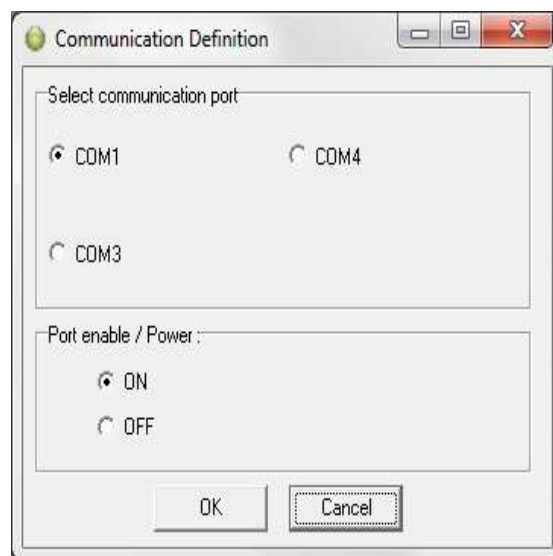 Communication Definition
Select communication port
COM1 COM4
COM3
Port enable / Power :
ON
OFF
OK Cancel